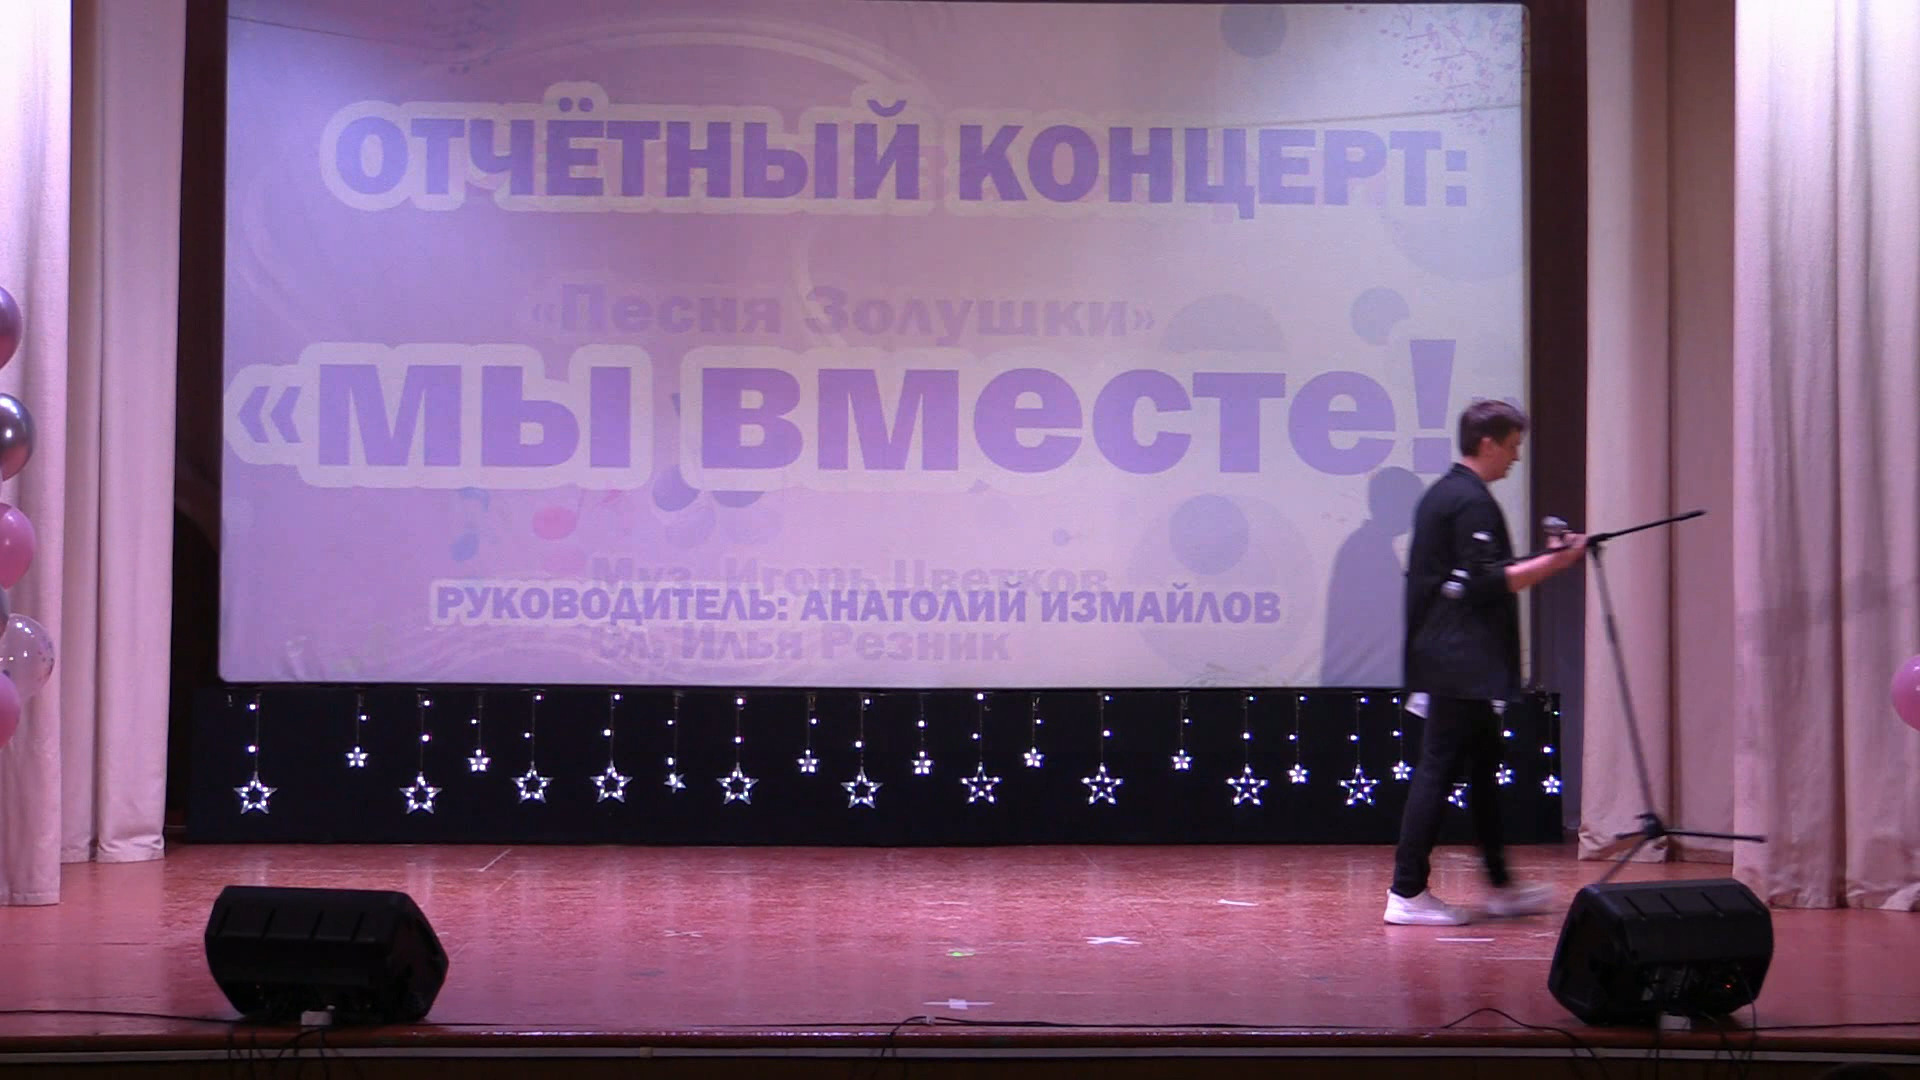 ОТЧЁТНЫЙ КОНЦЕРТ:
«Песня Золушки»
«МЫ ВМЕСТЕ!»
Муз. Игорь Цветков
РУКОВОДИТЕЛЬ: АНАТОЛИЙ ИЗМАЙЛОВ
Сл. Илья Резник